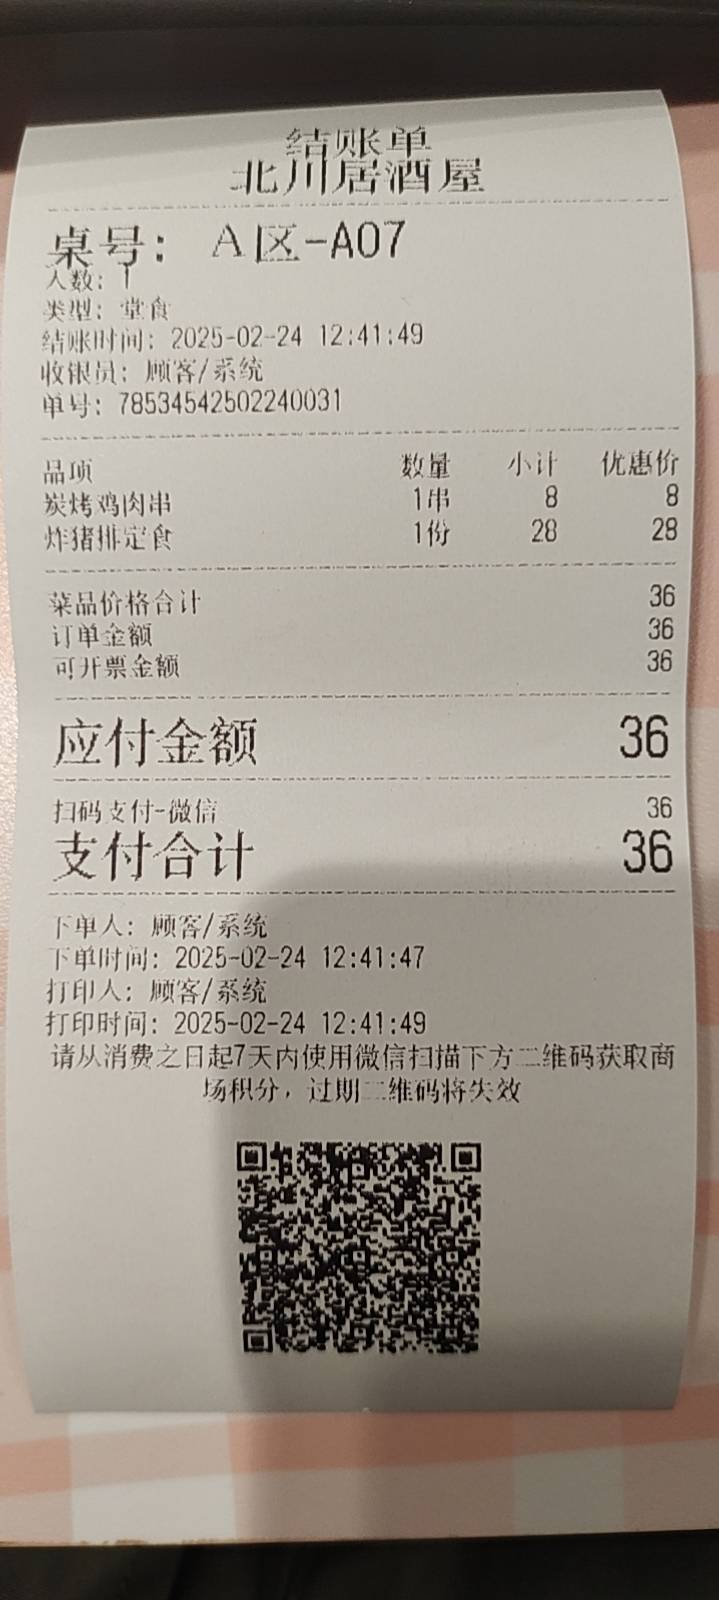 结账单
北川居酒屋
桌号： A区-A07
人数：1
类型：堂食
结账时间：2025-02-24 12:41:49
收银员：顾客/系统
单号：78534542502240031
品项 数量 小计 优惠价
炭烤鸡肉串 1串 8 8
炸猪排定食 1份 28 28
菜品价格合计 36
订单金额 36
可开票金额 36
应付金额 36
扫码支付-微信 36
支付合计 36
下单人：顾客/系统
下单时间：2025-02-24 12:41:47
打印人：顾客/系统
打印时间：2025-02-24 12:41:49
请从消费之日起7天内使用微信扫描下方二维码获取商
场积分，过期二维码将失效